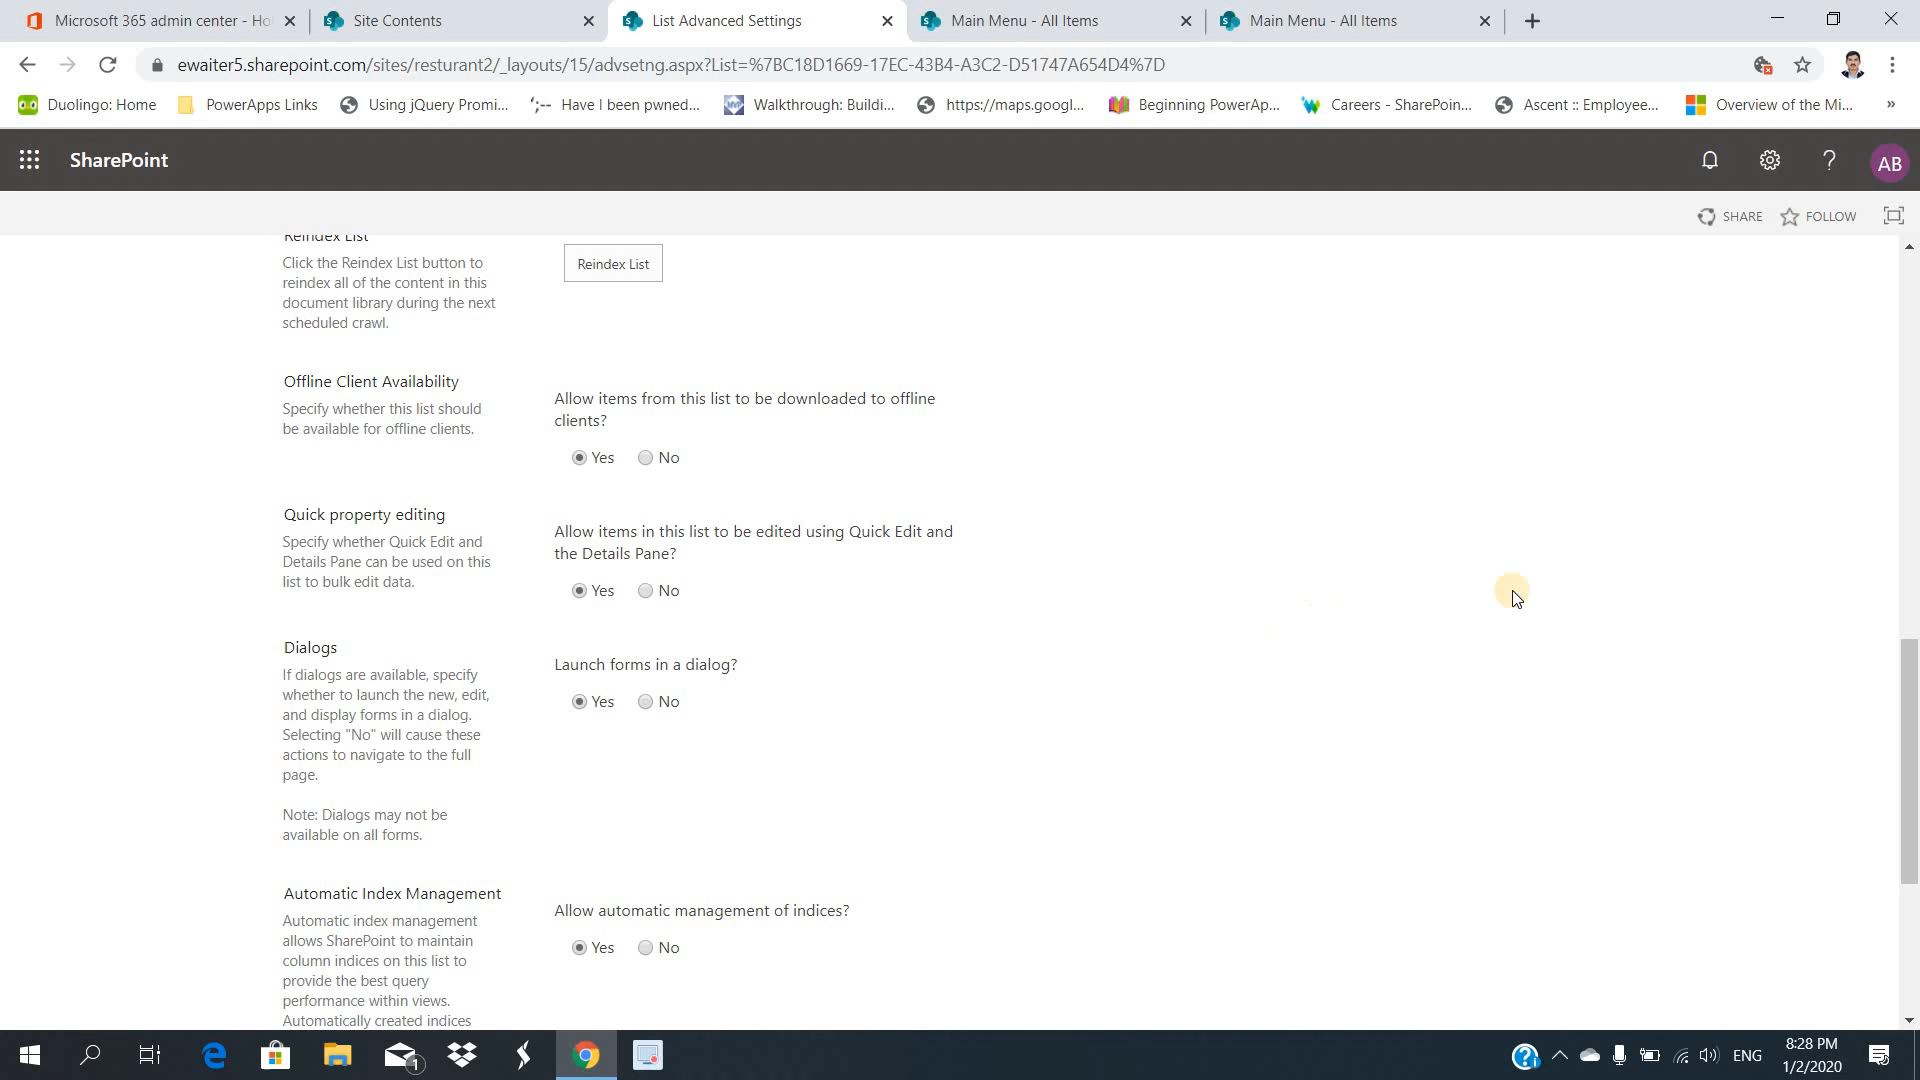 Microsoft 365 admin center - Ho
Site Contents
List Advanced Settings
Main Menu - All Items
Main Menu - All Items
ewaiter5.sharepoint.com/sites/resturant2/_layouts/15/advsetng.aspx?List=%7BC18D1669-17EC-43B4-A3C2-D51747A654D4%7D
Duolingo: Home
PowerApps Links
Using jQuery Promi...
Have I been pwned...
Walkthrough: Buildi...
https://maps.googl...
Beginning PowerAp...
Careers - SharePoin...
Ascent :: Employee...
Overview of the Mi...
»
SharePoint
AB
SHARE
FOLLOW
Reindex List
Click the Reindex List button to
reindex all of the content in this
document library during the next
scheduled crawl.
Reindex List
Offline Client Availability
Specify whether this list should
be available for offline clients.
Allow items from this list to be downloaded to offline
clients?
Yes No
Quick property editing
Specify whether Quick Edit and
Details Pane can be used on this
list to bulk edit data.
Allow items in this list to be edited using Quick Edit and
the Details Pane?
Yes No
Dialogs
If dialogs are available, specify
whether to launch the new, edit,
and display forms in a dialog.
Selecting "No" will cause these
actions to navigate to the full
page.
Note: Dialogs may not be
available on all forms.
Launch forms in a dialog?
Yes No
Automatic Index Management
Automatic index management
allows SharePoint to maintain
column indices on this list to
provide the best query
performance within views.
Automatically created indices
Allow automatic management of indices?
Yes No
1
ENG
8:28 PM
1/2/2020